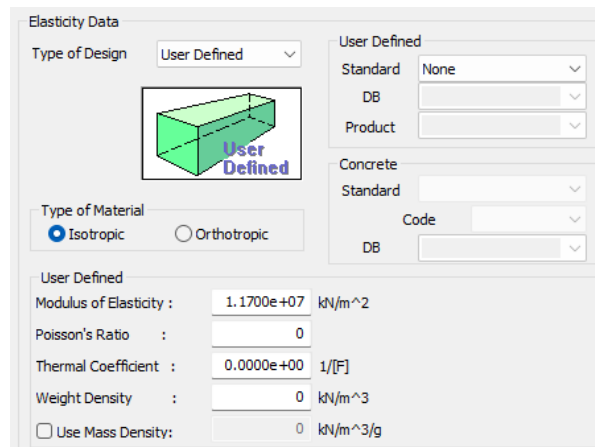 Elasticity Data
Type of Design User Defined
User Defined
Type of Material
Isotropic Orthotropic
User Defined
Standard None
DB
Product
Concrete
Standard
Code
DB
User Defined
Modulus of Elasticity : 1.1700e+07 kN/m^2
Poisson's Ratio : 0
Thermal Coefficient : 0.0000e+00 1/[F]
Weight Density : 0 kN/m^3
Use Mass Density: 0 kN/m^3/g